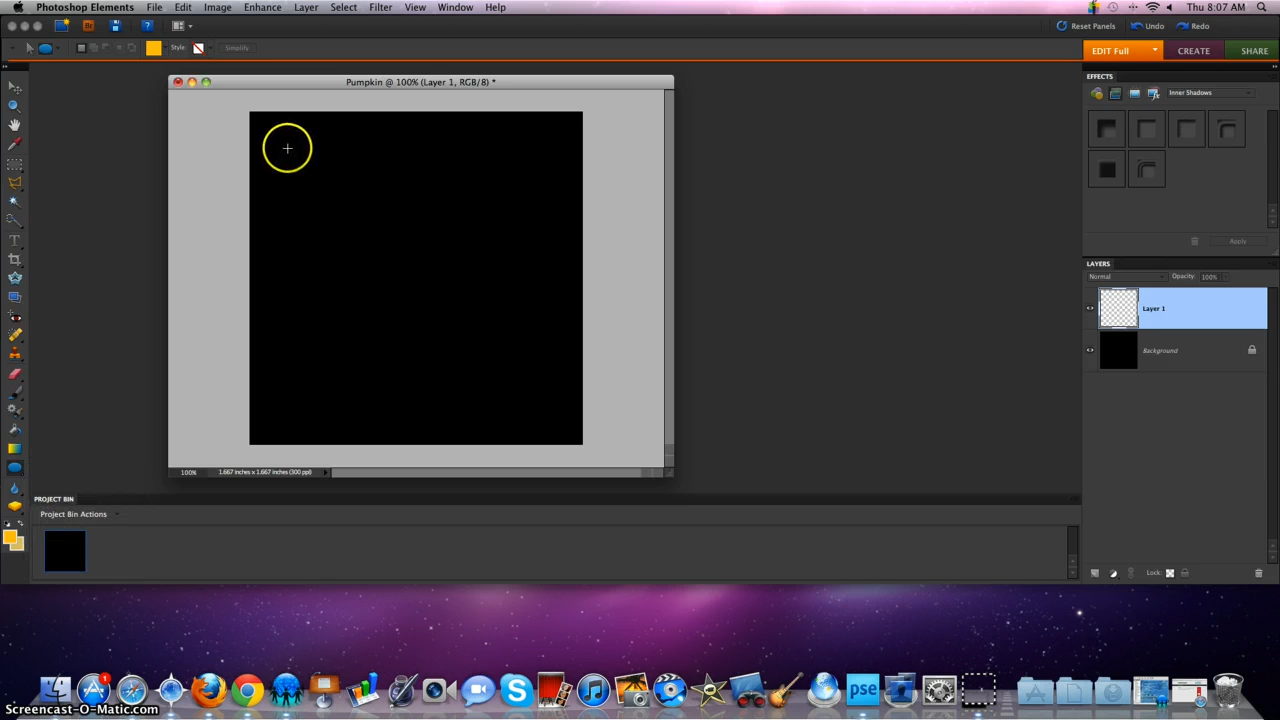 Photoshop Elements File Edit Image Enhance Layer Select Filter View Window Help Thu 8:07 AM
Br ? Reset Panels Undo Redo
Style: Simplify EDIT Full CREATE SHARE
EFFECTS
Pumpkin @ 100% (Layer 1, RGB/8) *
Inner Shadows
T
Apply
LAYERS
Normal Opacity: 100%
Layer 1
Background
100% 1.667 inches x 1.667 inches (300 ppi)
PROJECT BIN
Project Bin Actions
Lock:
1
pse
Screencast-O-Matic.com